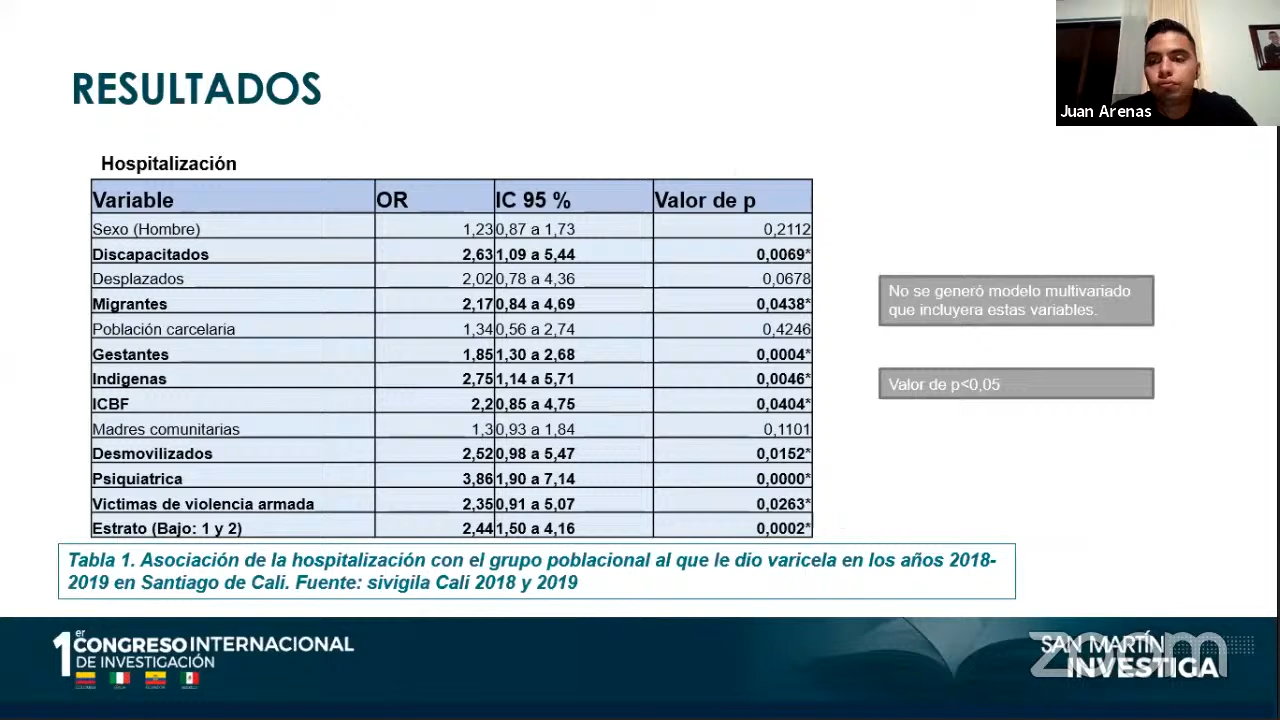 RESULTADOS
Juan Arenas
Hospitalización
Variable OR IC 95 % Valor de p
Sexo (Hombre) 1,23 0,87 a 1,73 0,2112
Discapacitados 2,63 1,09 a 5,44 0,0069*
Desplazados 2,02 0,78 a 4,36 0,0678
Migrantes 2,17 0,84 a 4,69 0,0438*
Población carcelaria 1,34 0,56 a 2,74 0,4246
Gestantes 1,85 1,30 a 2,68 0,0004*
Indigenas 2,75 1,14 a 5,71 0,0046*
ICBF 2,2 0,85 a 4,75 0,0404*
Madres comunitarias 1,3 0,93 a 1,84 0,1101
Desmovilizados 2,52 0,98 a 5,47 0,0152*
Psiquiatrica 3,86 1,90 a 7,14 0,0000*
Victimas de violencia armada 2,35 0,91 a 5,07 0,0263*
Estrato (Bajo: 1 y 2) 2,44 1,50 a 4,16 0,0002*
No se generó modelo multivariado
que incluyera estas variables.
Valor de p<0,05
Tabla 1. Asociación de la hospitalización con el grupo poblacional al que le dio varicela en los años 2018-
2019 en Santiago de Cali. Fuente: sivigila Cali 2018 y 2019
1er CONGRESO INTERNACIONAL
DE INVESTIGACIÓN
SAN MARTÍN
INVESTIGA
zoom